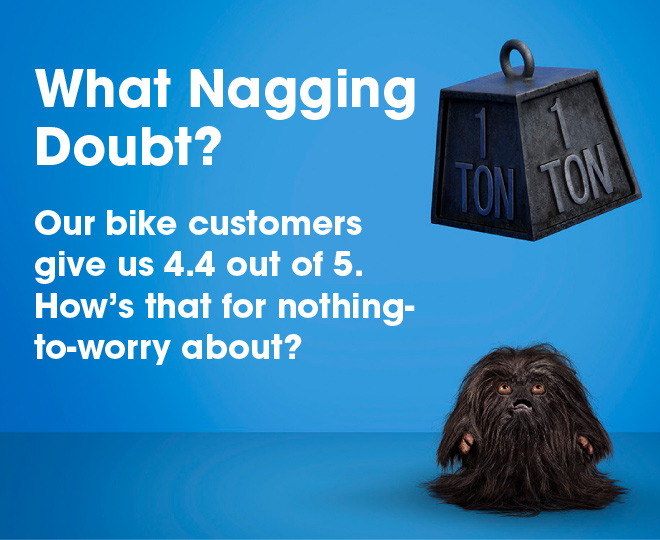 What Nagging
Doubt?
Our bike customers
give us 4.4 out of 5.
How's that for nothing-
to-worry about?
1
TON
1
TON